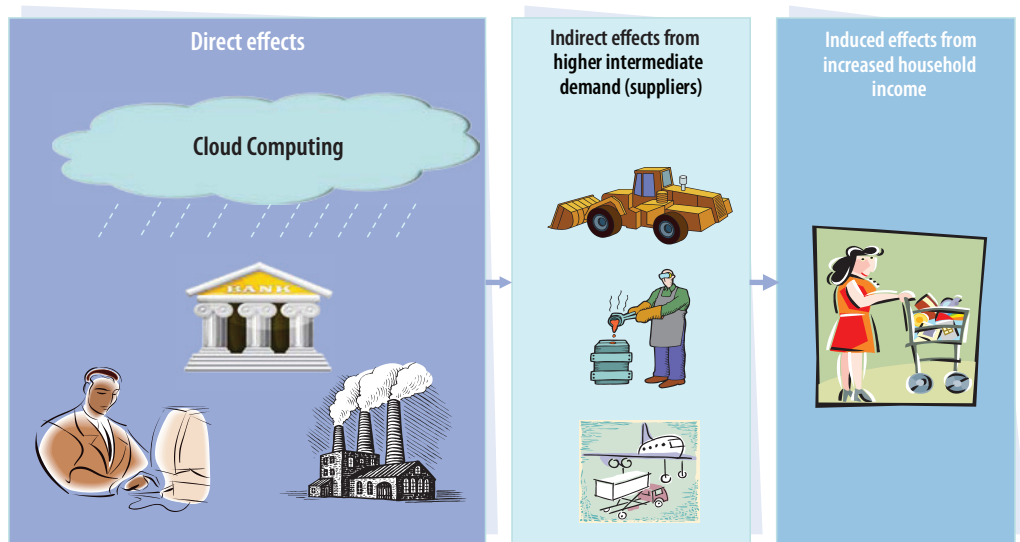 Direct effects
Cloud Computing
BANK
Indirect effects from
higher intermediate
demand (suppliers)
Induced effects from
increased household
income